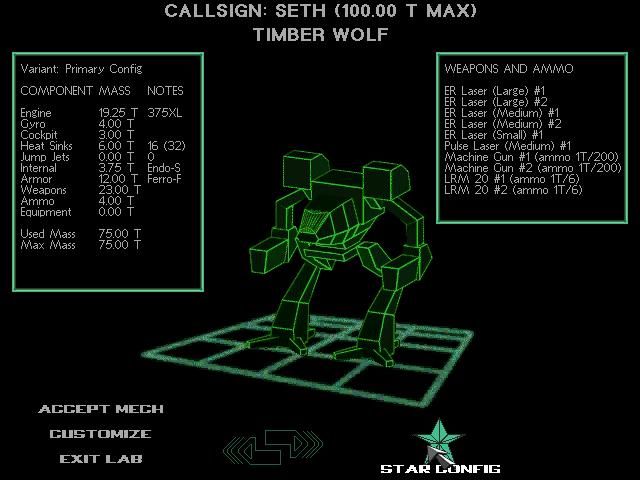 CALLSIGN: SETH (100.00 T MAX)
TIMBER WOLF
Variant: Primary Config
COMPONENT MASS NOTES
Engine 19.25 T 375XL
Gyro 4.00 T
Cockpit 3.00 T
Heat Sinks 6.00 T 16 (32)
Jump Jets 0.00 T 0
Internal 3.75 T Endo-S
Armor 12.00 T Ferro-F
Weapons 23.00 T
Ammo 4.00 T
Equipment 0.00 T
Used Mass 75.00 T
Max Mass 75.00 T
WEAPONS AND AMMO
ER Laser (Large) #1
ER Laser (Large) #2
ER Laser (Medium) #1
ER Laser (Medium) #2
ER Laser (Small) #1
Pulse Laser (Medium) #1
Machine Gun #1 (ammo 1T/200)
Machine Gun #2 (ammo 1T/200)
LRM 20 #1 (ammo 1T/6)
LRM 20 #2 (ammo 1T/6)
ACCEPT MECH
CUSTOMIZE
EXIT LAB
STAR CONFIG